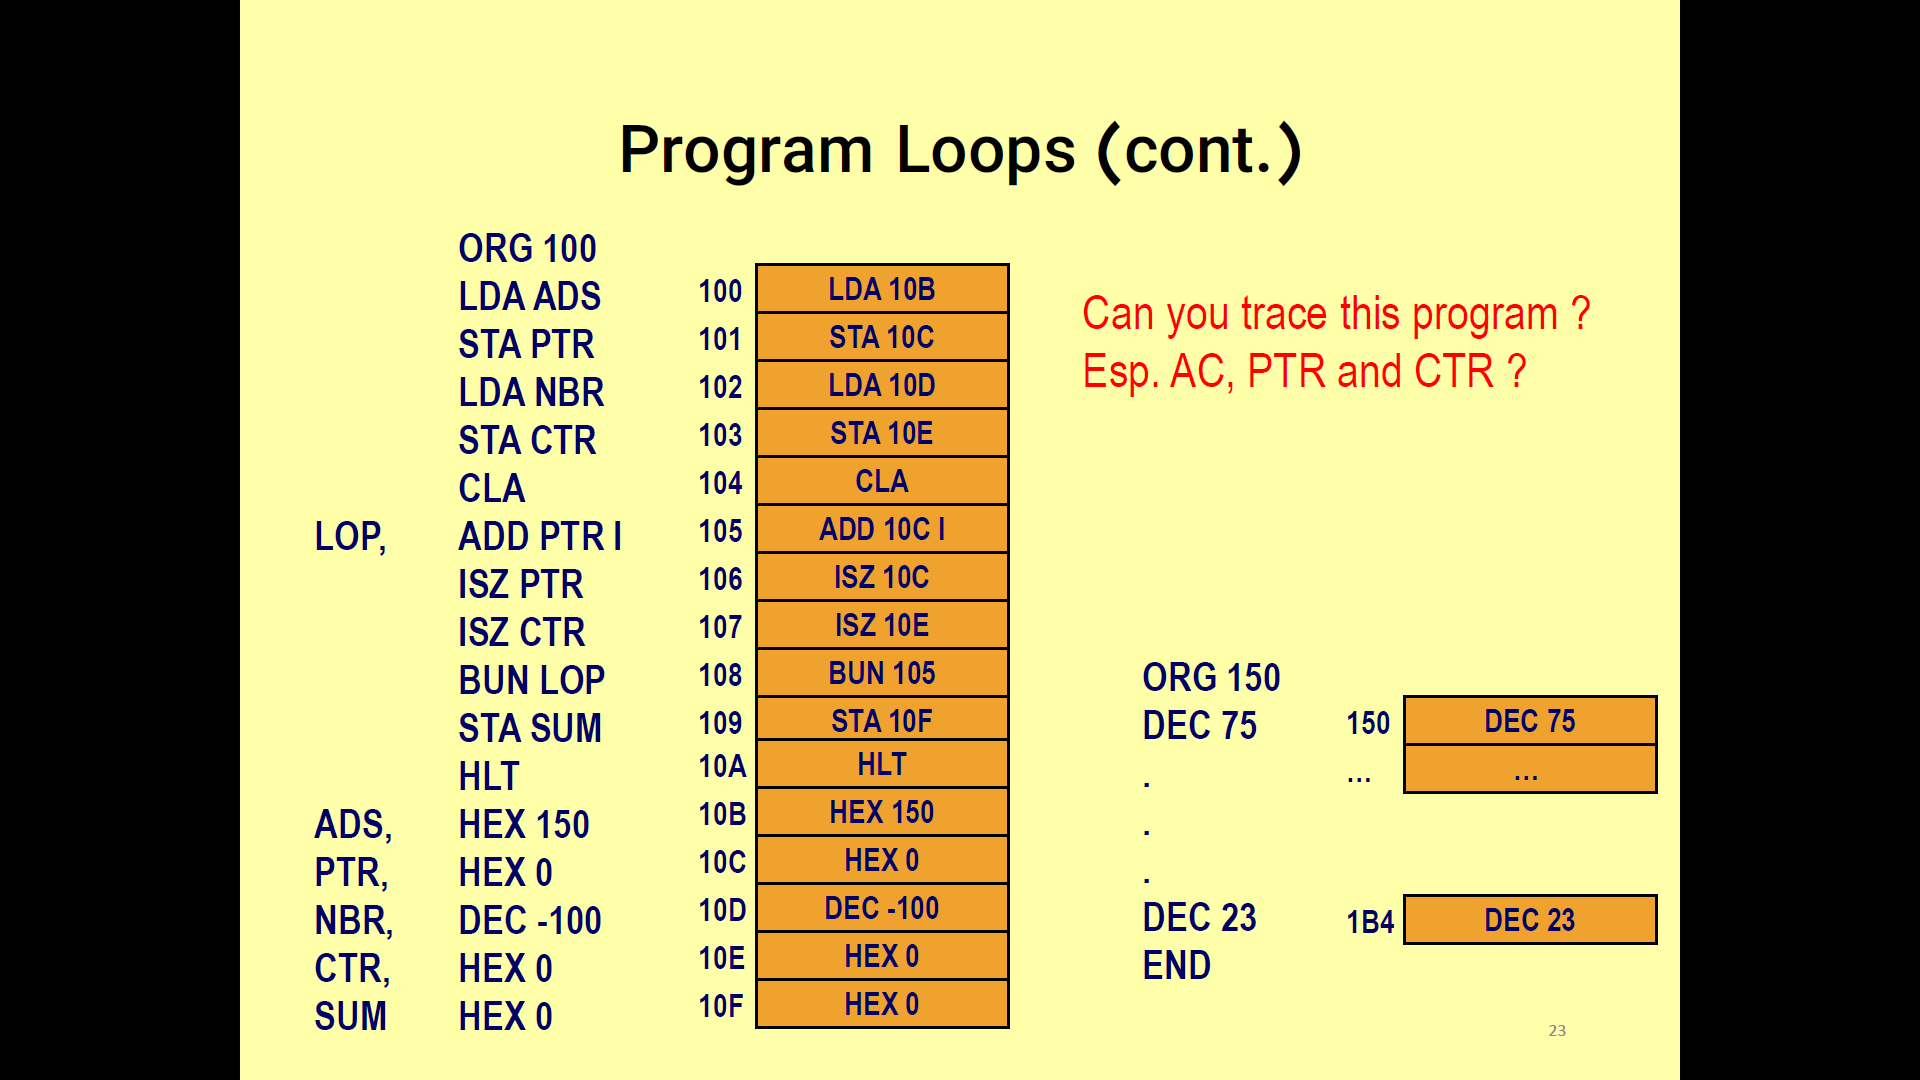 Program Loops (cont.)
ORG 100
LDA ADS
STA PTR
LDA NBR
STA CTR
CLA
LOP, ADD PTR I
ISZ PTR
ISZ CTR
BUN LOP
STA SUM
HLT
ADS, HEX 150
PTR, HEX 0
NBR, DEC -100
CTR, HEX 0
SUM HEX 0
100 LDA 10B
101 STA 10C
102 LDA 10D
103 STA 10E
104 CLA
105 ADD 10C I
106 ISZ 10C
107 ISZ 10E
108 BUN 105
109 STA 10F
10A HLT
10B HEX 150
10C HEX 0
10D DEC -100
10E HEX 0
10F HEX 0
Can you trace this program ?
Esp. AC, PTR and CTR ?
ORG 150
DEC 75
.
.
.
DEC 23
END
150 DEC 75
... ...
1B4 DEC 23
23